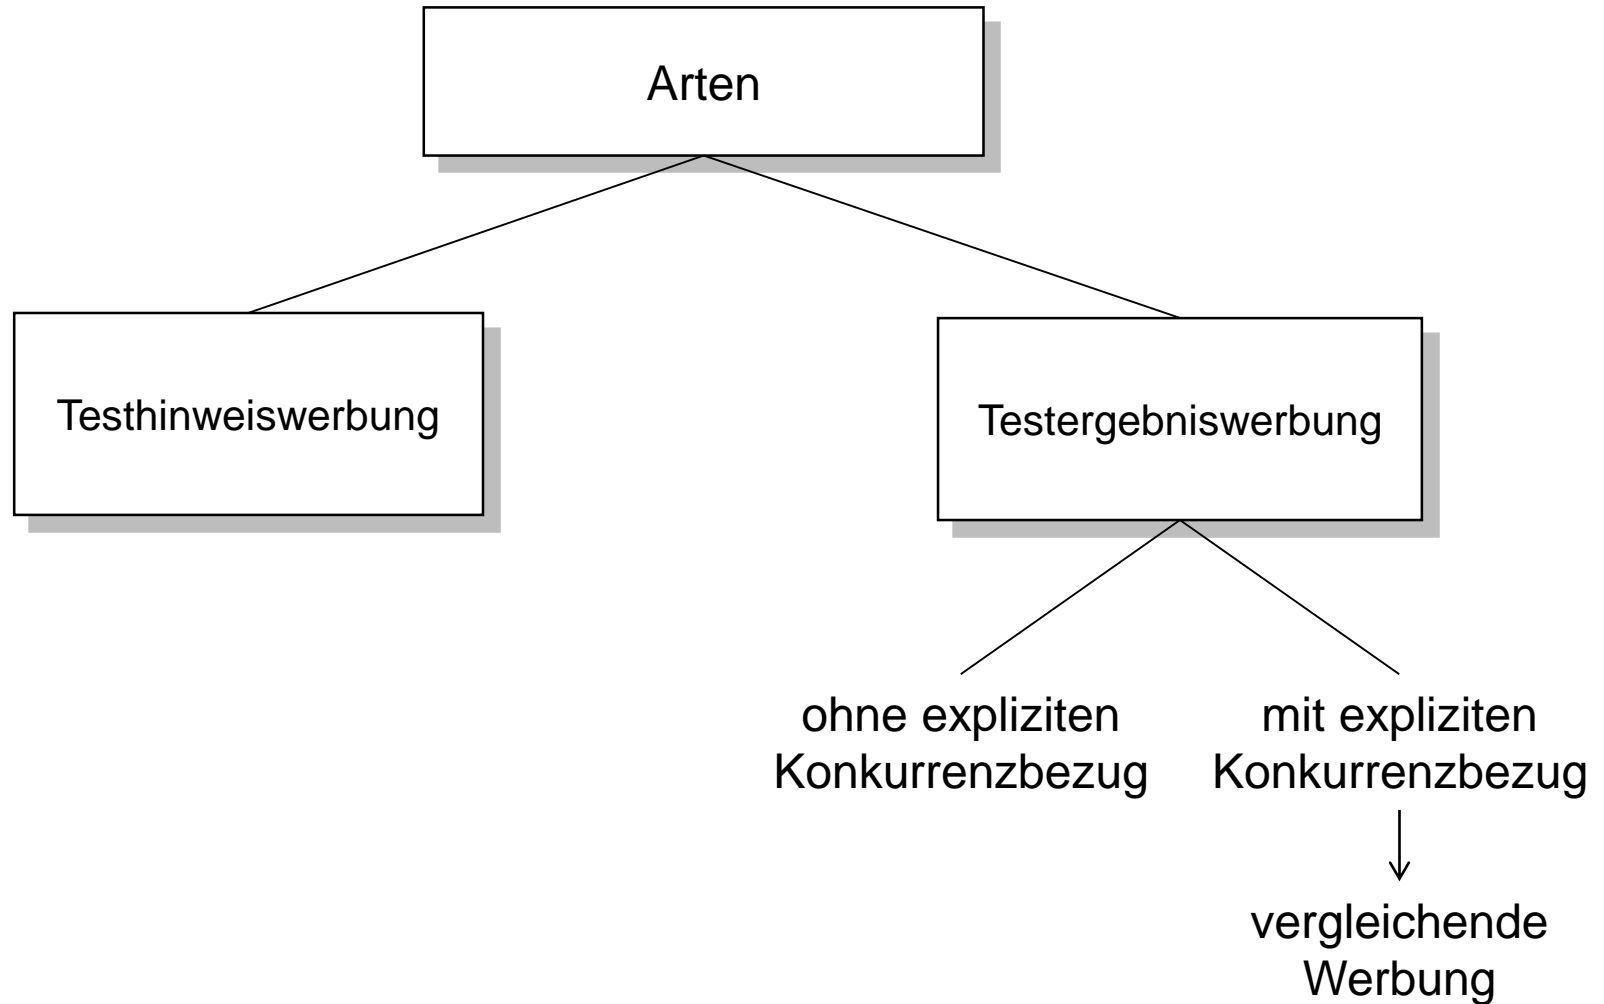 Arten
Testhinweiswerbung
Testergebniswerbung
ohne expliziten
Konkurrenzbezug
mit expliziten
Konkurrenzbezug
vergleichende
Werbung